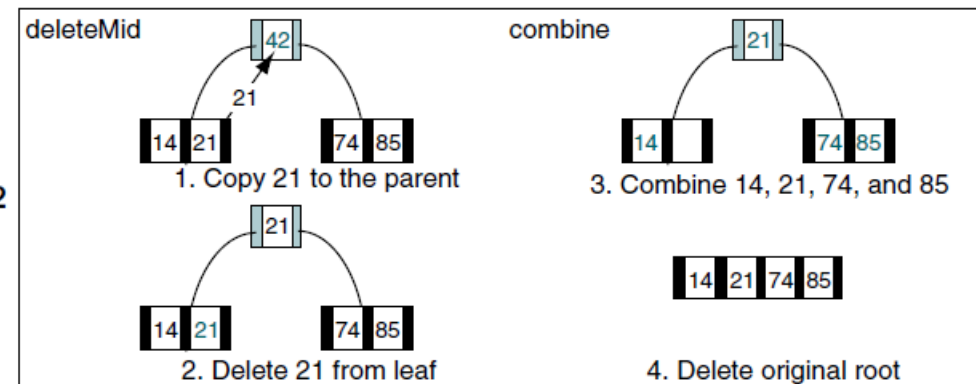 deleteMid
42
21
14 21
74 85
1. Copy 21 to the parent
21
14 21
74 85
2. Delete 21 from leaf
combine
21
14
74 85
3. Combine 14, 21, 74, and 85
14 21 74 85
4. Delete original root
2